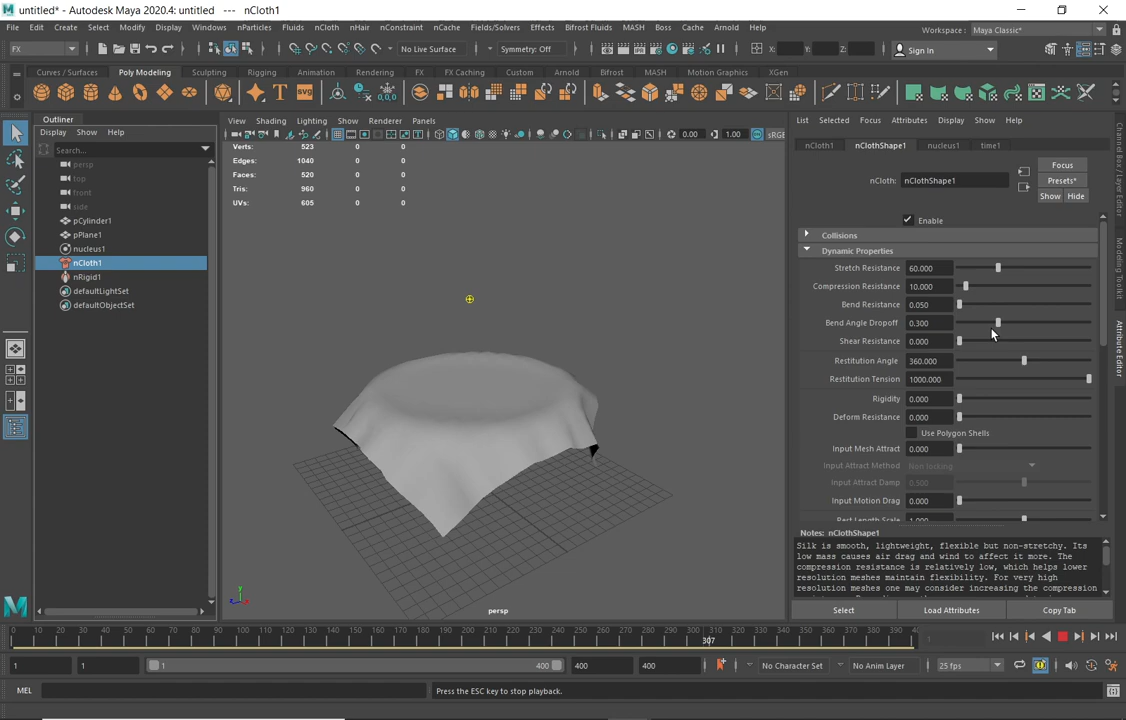 untitled* - Autodesk Maya 2020.4: untitled --- nCloth1
File Edit Create Select Modify Display Windows nParticles Fluids nCloth nHair nConstraint nCache Fields/Solvers Effects Bifrost Fluids MASH Boss Cache Arnold Help
Workspace : Maya Classic*
FX
No Live Surface
Symmetry: Off
X:
Y:
Z:
Sign In
Curves / Surfaces Poly Modeling Sculpting Rigging Animation Rendering FX FX Caching Custom Arnold Bifrost MASH Motion Graphics XGen
SVG
Outliner
Display Show Help
Search...
persp
top
front
side
pCylinder1
pPlane1
nucleus1
nCloth1
nRigid1
defaultLightSet
defaultObjectSet
View Shading Lighting Show Renderer Panels
0.00
1.00
Verts: 523 0 0
Edges: 1040 0 0
Faces: 520 0 0
Tris: 960 0 0
UVs: 605 0 0
y
x
persp
List Selected Focus Attributes Display Show Help
nCloth1 nClothShape1 nucleus1 time1
Focus
nCloth: nClothShape1
Presets*
Show Hide
Enable
Collisions
Dynamic Properties
Stretch Resistance 60.000
Compression Resistance 10.000
Bend Resistance 0.050
Bend Angle Dropoff 0.300
Shear Resistance 0.000
Restitution Angle 360.000
Restitution Tension 1000.000
Rigidity 0.000
Deform Resistance 0.000
Use Polygon Shells
Input Mesh Attract 0.000
Input Attract Method Non locking
Input Attract Damp 0.500
Input Motion Drag 0.000
Rest Length Scale 1.000
Notes: nClothShape1
Silk is smooth, lightweight, flexible but non-stretchy. Its
low mass causes air drag and wind to affect it more. The
compression resistance is relatively low, which helps lower
resolution meshes maintain flexibility. For very high
resolution meshes one may consider increasing the compression
Select Load Attributes Copy Tab
Channel Box / Layer Editor
Modeling Toolkit
Attribute Editor
0 10 20 30 40 50 60 70 80 90 100 110 120 130 140 150 160 170 180 190 200 210 220 230 240 250 260 270 280 290 300 310 320 330 340 350 360 370 380 390
307
1
1
1
1
400
400
400
No Character Set
No Anim Layer
25 fps
MEL
Press the ESC key to stop playback.